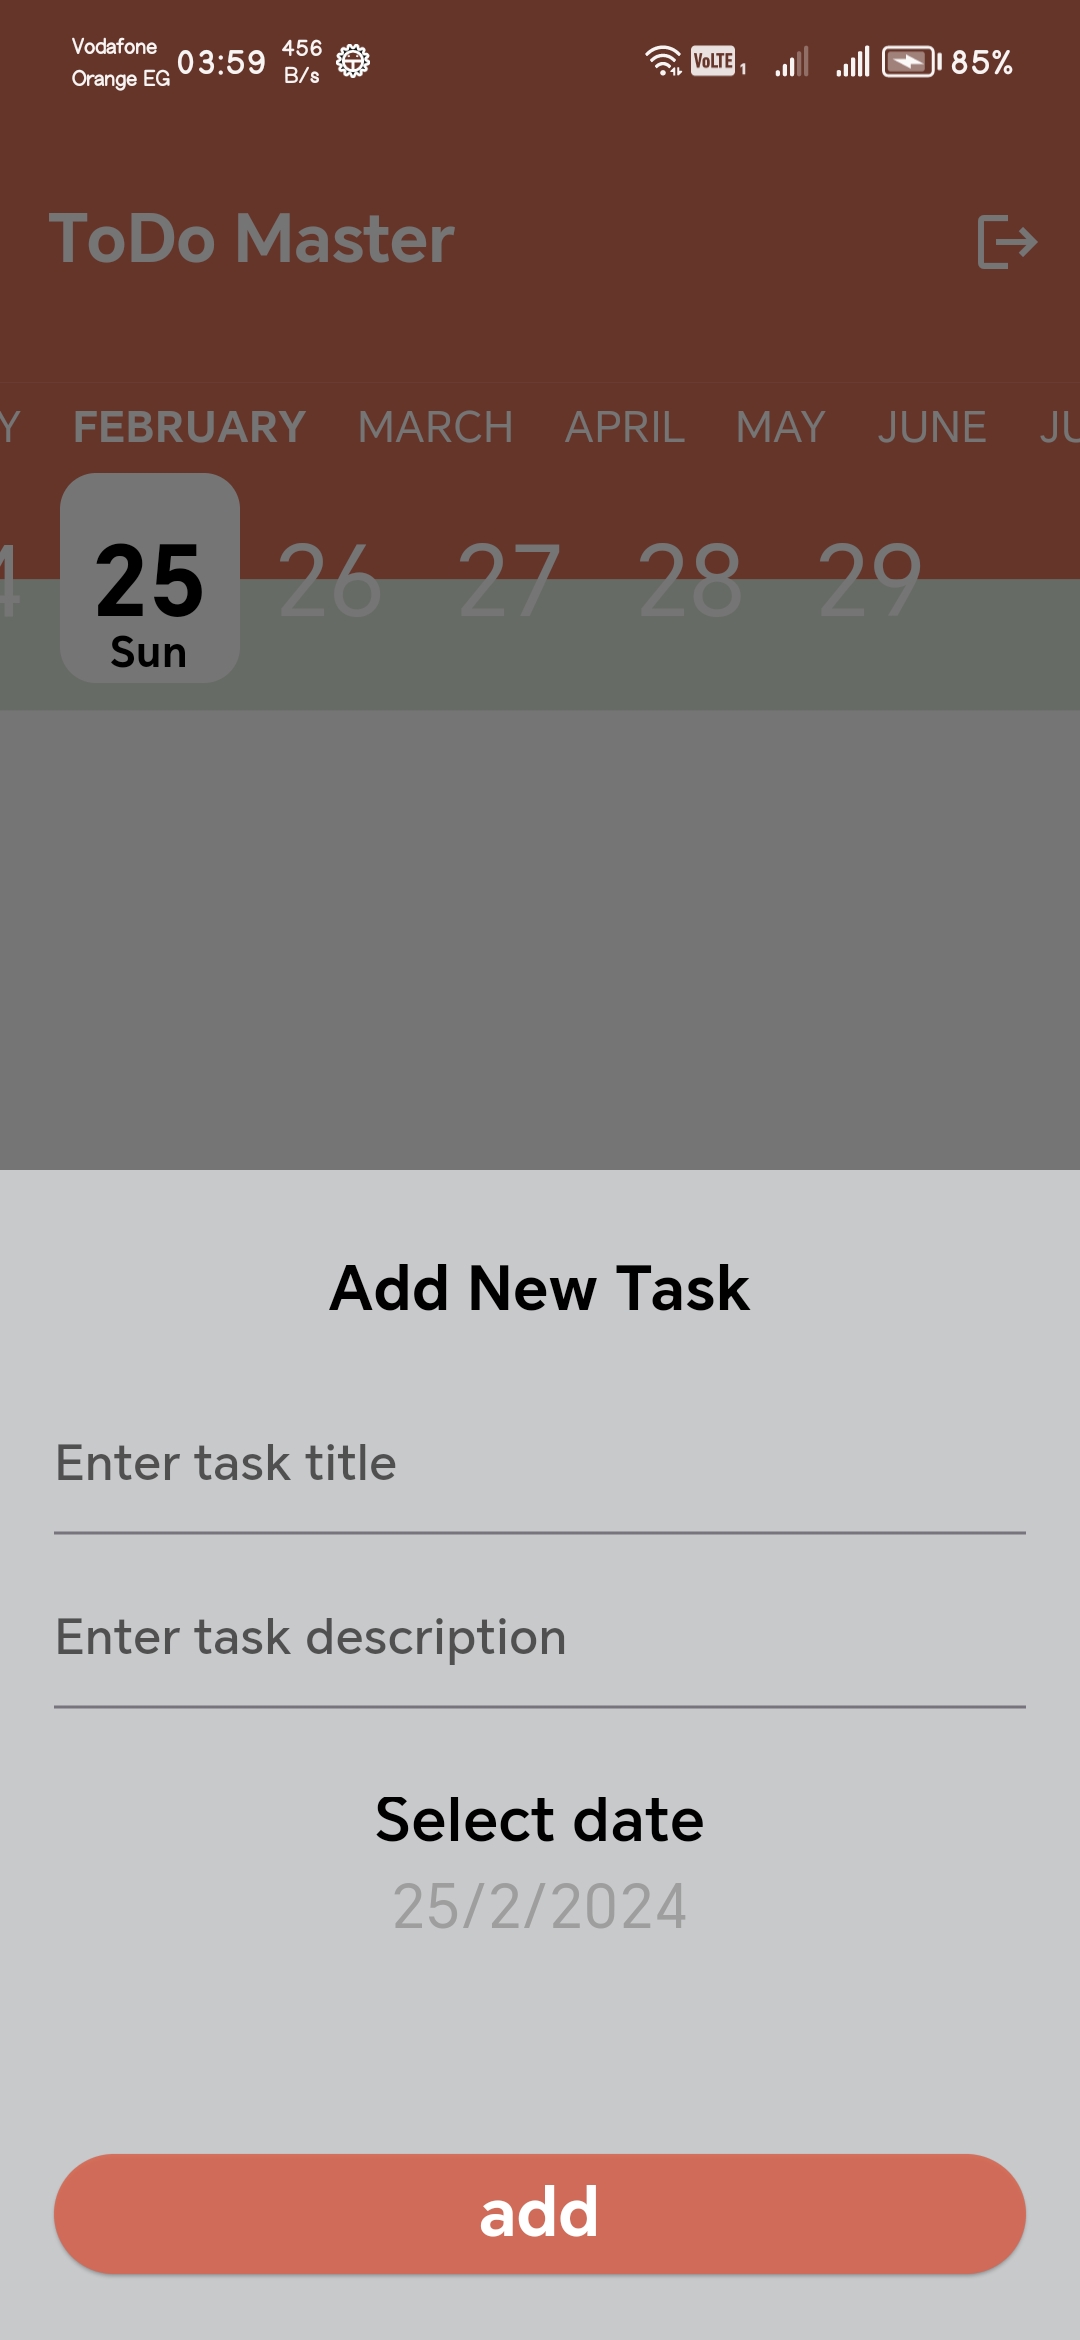 Vodafone
Orange EG
03:59
456
B/s
VoLTE 1
85%
ToDo Master
Y FEBRUARY MARCH APRIL MAY JUNE JU
4 25 26 27 28 29
Sun
Add New Task
Enter task title
Enter task description
Select date
25/2/2024
add